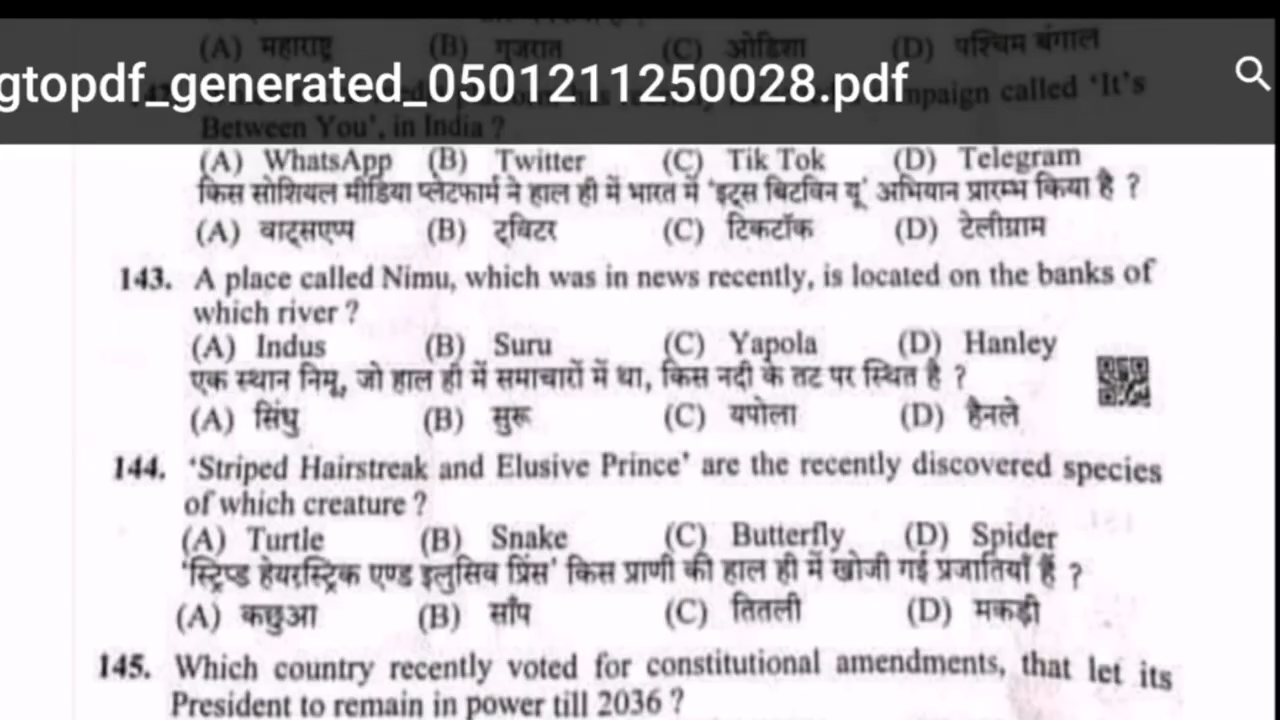 (A) महाराष्ट्र (B) गुजरात (C) ओडिशा (D) पश्चिम बंगाल
gtopdf_generated_0501211250028.pdf
campaign called ‘It's
Between You’, in India ?
(A) WhatsApp (B) Twitter (C) Tik Tok (D) Telegram
किस सोशियल मीडिया प्लेटफार्म ने हाल ही में भारत में ‘इट्स बिटविन यू’ अभियान प्रारम्भ किया है ?
(A) वाट्सएप्प (B) ट्विटर (C) टिकटॉक (D) टेलीग्राम
143. A place called Nimu, which was in news recently, is located on the banks of
which river ?
(A) Indus (B) Suru (C) Yapola (D) Hanley
एक स्थान निमू, जो हाल ही में समाचारों में था, किस नदी के तट पर स्थित है ?
(A) सिंधु (B) सुरू (C) यपोला (D) हैनले
144. ‘Striped Hairstreak and Elusive Prince’ are the recently discovered species
of which creature ?
(A) Turtle (B) Snake (C) Butterfly (D) Spider
‘स्ट्रिप्ड हेयरस्ट्रिक एण्ड इलुसिव प्रिंस’ किस प्राणी की हाल ही में खोजी गई प्रजातियाँ हैं ?
(A) कछुआ (B) साँप (C) तितली (D) मकड़ी
145. Which country recently voted for constitutional amendments, that let its
President to remain in power till 2036 ?